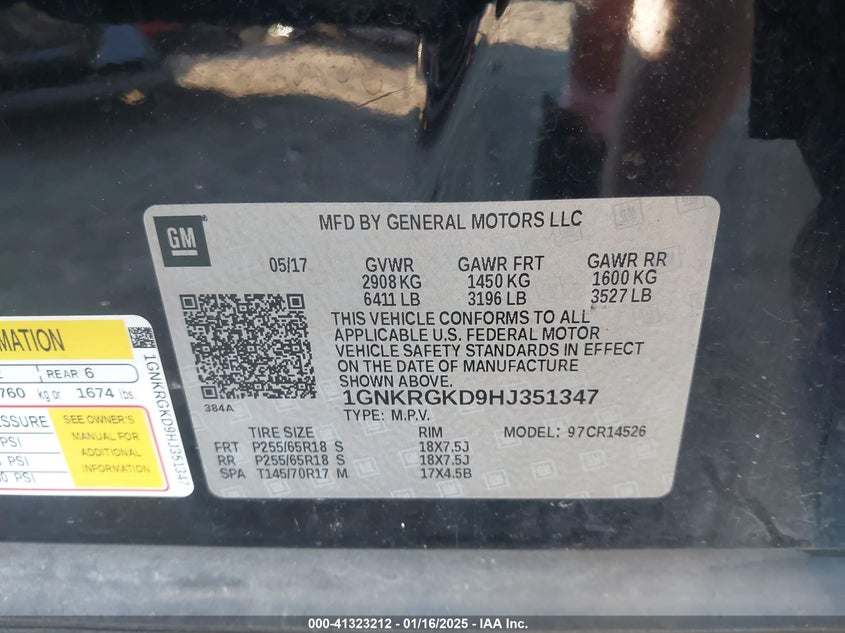 MFD BY GENERAL MOTORS LLC
GM
05/17
GVWR GAWR FRT GAWR RR
2908 KG 1450 KG 1600 KG
6411 LB 3196 LB 3527 LB
THIS VEHICLE CONFORMS TO ALL
APPLICABLE U.S. FEDERAL MOTOR
VEHICLE SAFETY STANDARDS IN EFFECT
ON THE DATE OF MANUFACTURE
SHOWN ABOVE.
384A
1GNKRGKD9HJ351347
TYPE: M.P.V.
TIRE SIZE RIM MODEL: 97CR14526
FRT P255/65R18 S 18X7.5J
RR P255/65R18 S 18X7.5J
SPA T145/70R17 M 17X4.5B
REAR 6
760 kg or 1674 lbs.
SEE OWNER'S
MANUAL FOR
ADDITIONAL
INFORMATION
PSI
PSI
PSI
1GNKRGKD9HJ351347
000-41323212 - 01/16/2025 - IAA Inc.